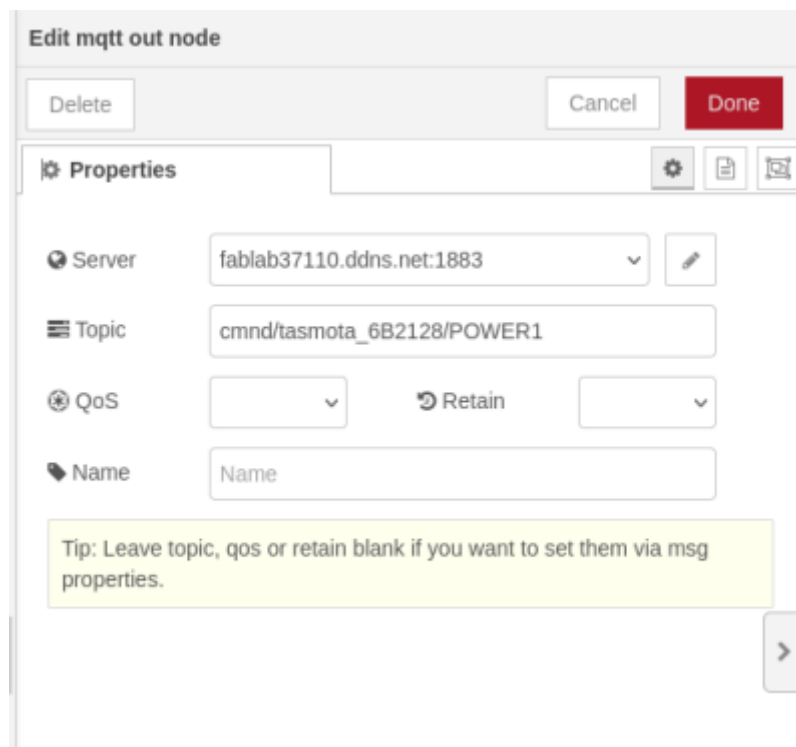 Edit mqtt out node
Delete
Cancel
Done
Properties
Server
fablab37110.ddns.net:1883
Topic
cmnd/tasmota_6B2128/POWER1
QoS
Retain
Name
Name
Tip: Leave topic, qos or retain blank if you want to set them via msg
properties.